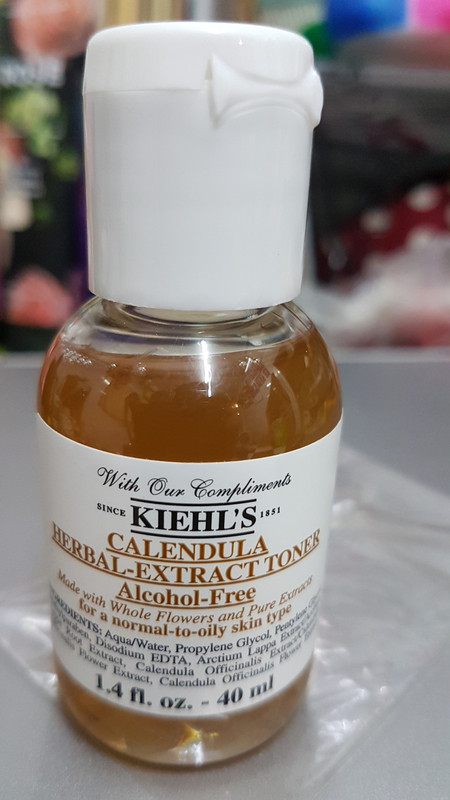 With Our Compliments
SINCE KIEHL'S 1851
CALENDULA
HERBAL-EXTRACT TONER
Alcohol-Free
Made with Whole Flowers and Pure Extracts
for a normal-to-oily skin type
Aqua/Water, Propylene Glycol,
Disodium EDTA, Arctium Lappa
Root Extract, Calendula Officinalis
Flower Extract, Calendula Officinalis Flower
1.4 fl. oz. - 40 ml